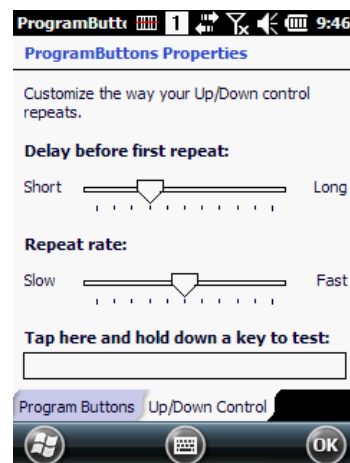 ProgramButt 1 9:46
ProgramButtons Properties
Customize the way your Up/Down control
repeats.
Delay before first repeat:
Short Long
Repeat rate:
Slow Fast
Tap here and hold down a key to test:
Program Buttons Up/Down Control
OK